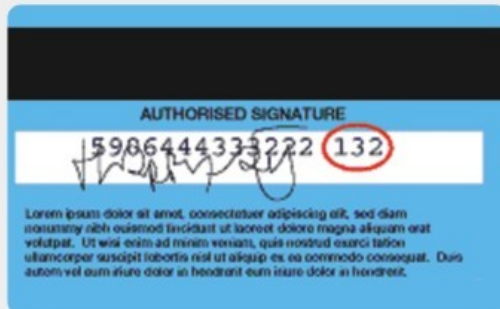 AUTHORISED SIGNATURE
5906444333222 132
Lorem ipsum dolor sit amet, consectetuer adipiscing elit, sed diam
nonummy nibh euismod tincidunt ut laoreet dolore magna aliquam erat
volutpat. Ut wisi enim ad minim veniam, quis nostrud exerci tation
ullamcorper suscipit lobortis nisl ut aliquip ex ea commodo consequat. Duis
autem vel eum iriure dolor in hendrerit eum iriure dolor in hendrerit.